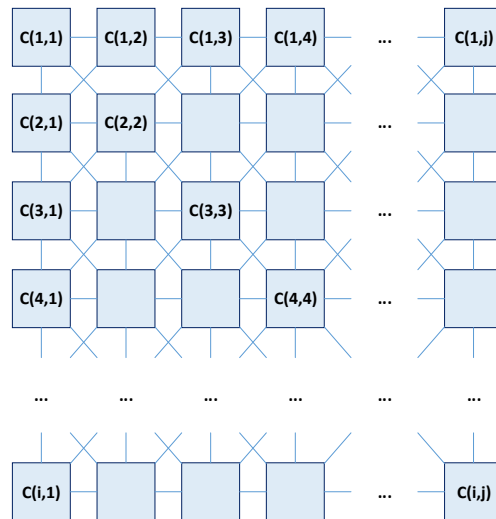 C(1,1) C(1,2) C(1,3) C(1,4) ... C(1,j)
C(2,1) C(2,2) ...
C(3,1) C(3,3) ...
C(4,1) C(4,4) ...
... ... ... ... ... ...
C(i,1) ... C(i,j)